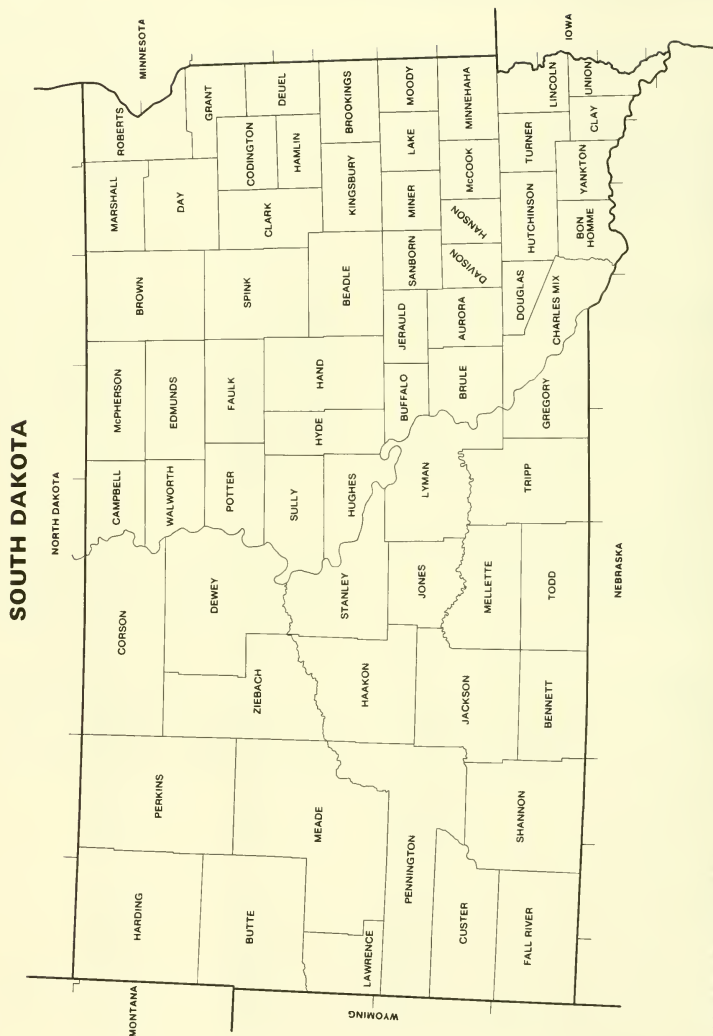 SOUTH DAKOTA
NORTH DAKOTA
MINNESOTA
IOWA
NEBRASKA
WYOMING
MONTANA
HARDING
PERKINS
CORSON
CAMPBELL
McPHERSON
BROWN
MARSHALL
ROBERTS
WALWORTH
EDMUNDS
DAY
GRANT
BUTTE
MEADE
ZIEBACH
DEWEY
POTTER
FAULK
SPINK
CLARK
CODINGTON
DEUEL
HAMLIN
SULLY
HYDE
HAND
BEADLE
KINGSBURY
BROOKINGS
LAWRENCE
PENNINGTON
HAAKON
STANLEY
HUGHES
BUFFALO
JERAULD
SANBORN
MINER
LAKE
MOODY
CUSTER
JACKSON
JONES
LYMAN
BRULE
AURORA
DAVISON
HANSON
McCOOK
MINNEHAHA
FALL RIVER
SHANNON
BENNETT
MELLETTE
TODD
TRIPP
GREGORY
CHARLES MIX
DOUGLAS
HUTCHINSON
TURNER
LINCOLN
BON
HOMME
YANKTON
CLAY
UNION